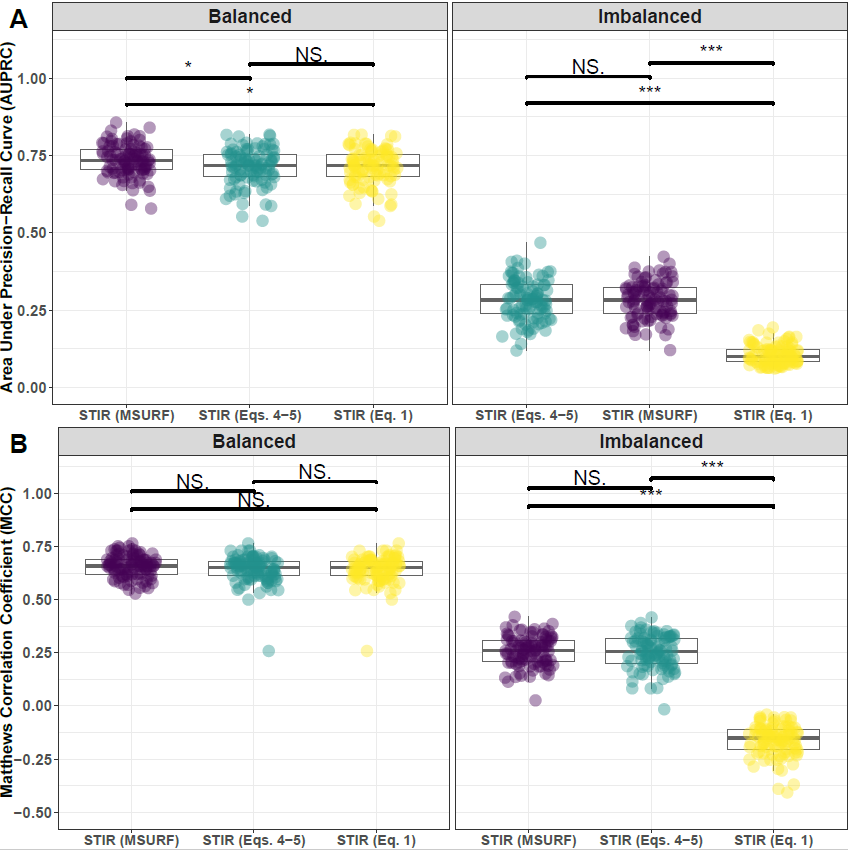 A
Balanced
Imbalanced
Area Under Precision−Recall Curve (AUPRC)
1.00
0.75
0.50
0.25
0.00
NS.
*
*
***
NS.
***
STIR (MSURF)
STIR (Eqs. 4−5)
STIR (Eq. 1)
STIR (Eqs. 4−5)
STIR (MSURF)
STIR (Eq. 1)
B
Balanced
Imbalanced
Matthews Correlation Coefficient (MCC)
1.00
0.75
0.50
0.25
0.00
−0.25
−0.50
NS.
NS.
NS.
***
NS.
***
STIR (MSURF)
STIR (Eqs. 4−5)
STIR (Eq. 1)
STIR (MSURF)
STIR (Eqs. 4−5)
STIR (Eq. 1)